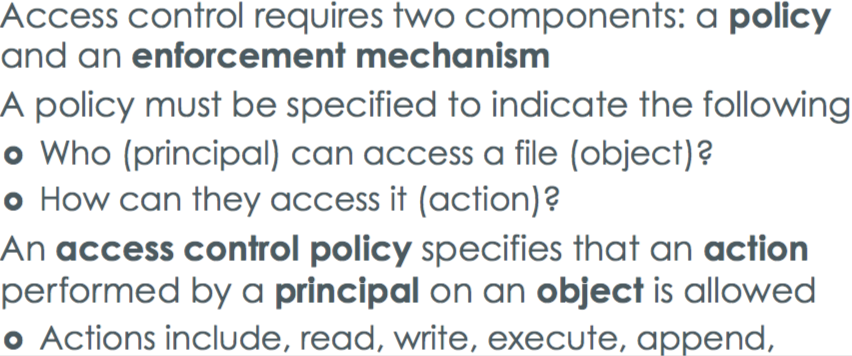 Access control requires two components: a policy
and an enforcement mechanism
A policy must be specified to indicate the following
o Who (principal) can access a file (object)?
o How can they access it (action)?
An access control policy specifies that an action
performed by a principal on an object is allowed
o Actions include, read, write, execute, append,